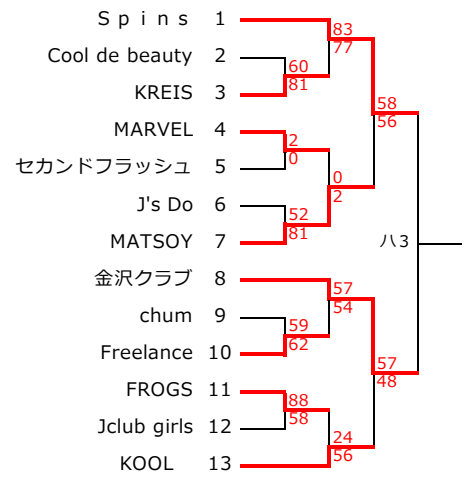 Ｓｐｉｎｓ 1
83
77
Cool de beauty 2
60
81
KREIS 3
58
56
MARVEL 4
2
0
セカンドフラッシュ 5
0
2
J's Do 6
52
81
MATSOY 7
ハ3
金沢クラブ 8
57
54
chum 9
59
62
Freelance 10
57
48
FROGS 11
88
58
Jclub girls 12
24
56
KOOL 13